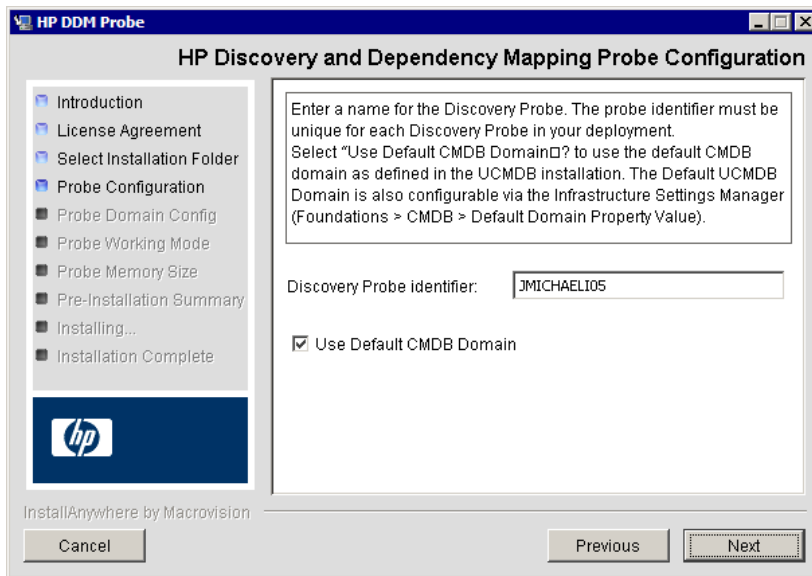 HP DDM Probe
HP Discovery and Dependency Mapping Probe Configuration
Introduction
License Agreement
Select Installation Folder
Probe Configuration
Probe Domain Config
Probe Working Mode
Probe Memory Size
Pre-Installation Summary
Installing...
Installation Complete
hp
Enter a name for the Discovery Probe. The probe identifier must be
unique for each Discovery Probe in your deployment.
Select “Use Default CMDB Domain□? to use the default CMDB
domain as defined in the UCMDB installation. The Default UCMDB
Domain is also configurable via the Infrastructure Settings Manager
(Foundations > CMDB > Default Domain Property Value).
Discovery Probe identifier: JMICHAELI05
Use Default CMDB Domain
InstallAnywhere by Macrovision
Cancel Previous Next